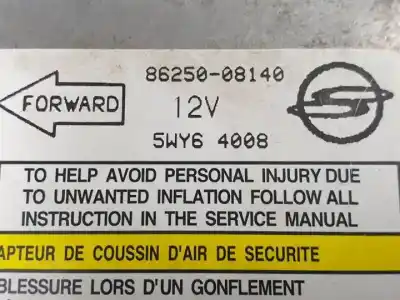 86250-08140
FORWARD
12V
5WY6 4008
TO HELP AVOID PERSONAL INJURY DUE
TO UNWANTED INFLATION FOLLOW ALL
INSTRUCTION IN THE SERVICE MANUAL
APTEUR DE COUSSIN D'AIR DE SECURITE
BLESSURE LORS D'UN GONFLEMENT